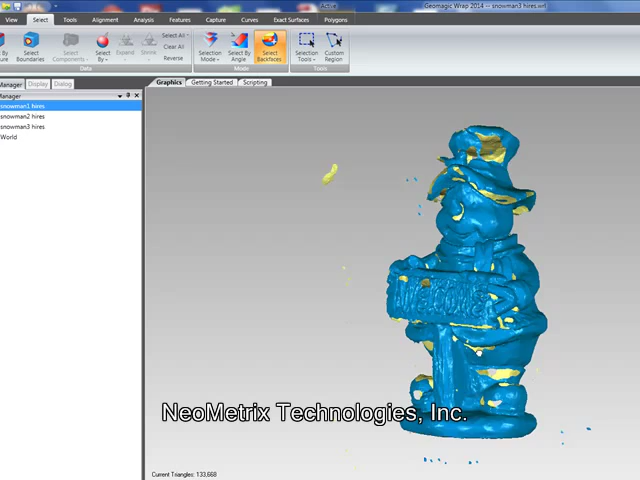 Active
Geomagic Wrap 2014 -- snowman3 hires.wrl
View Select Tools Alignment Analysis Features Capture Curves Exact Surfaces Polygons
Select Boundaries
Select Components
Select By
Expand
Shrink
Select All
Clear All
Reverse
Data
Selection Mode
Select By Angle
Select Backfaces
Mode
Selection Tools
Custom Region
Tools
Manager Display Dialog
Graphics Getting Started Scripting
Manager
snowman1 hires
snowman2 hires
snowman3 hires
World
WELCOME
NeoMetrix Technologies, Inc.
Current Triangles: 133,668